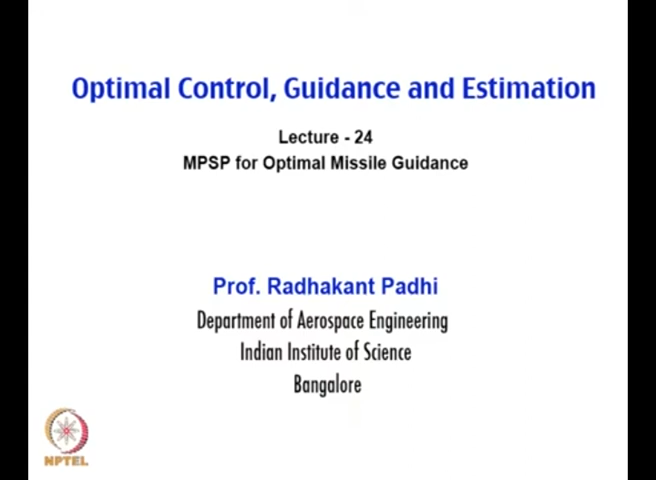 Optimal Control, Guidance and Estimation
Lecture - 24
MPSP for Optimal Missile Guidance
Prof. Radhakant Padhi
Department of Aerospace Engineering
Indian Institute of Science
Bangalore
NPTEL